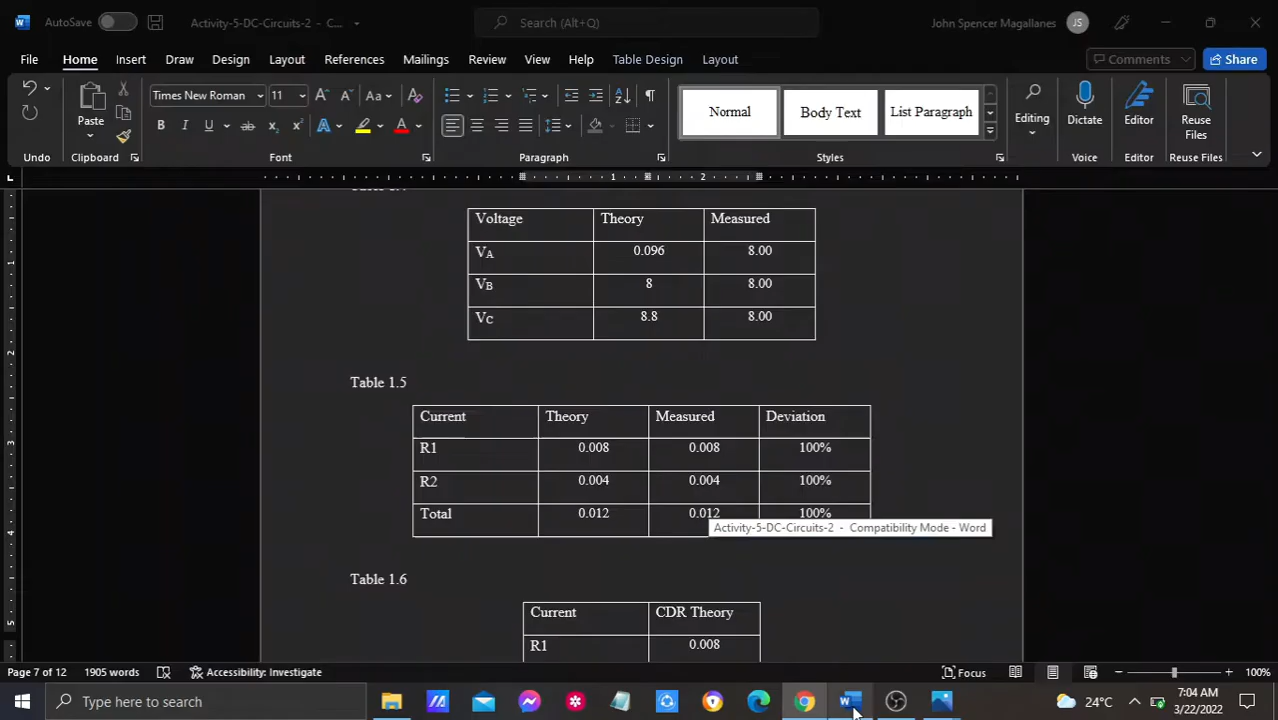 AutoSave Activity-5-DC-Circuits-2 - C... Search (Alt+Q) John Spencer Magallanes JS
File Home Insert Draw Design Layout References Mailings Review View Help Table Design Layout Comments Share
Times New Roman 11 Aa
Paste Normal Body Text List Paragraph Editing Dictate Editor Reuse Files
Undo Clipboard Font Paragraph Styles Voice Editor Reuse Files
1 2
Voltage Theory Measured
VA 0.096 8.00
VB 8 8.00
VC 8.8 8.00
Table 1.5
Current Theory Measured Deviation
R1 0.008 0.008 100%
R2 0.004 0.004 100%
Total 0.012 0.012 100%
Activity-5-DC-Circuits-2 - Compatibility Mode - Word
Table 1.6
Current CDR Theory
R1 0.008
Page 7 of 12 1905 words Accessibility: Investigate Focus 100%
Type here to search 24°C 7:04 AM
3/22/2022